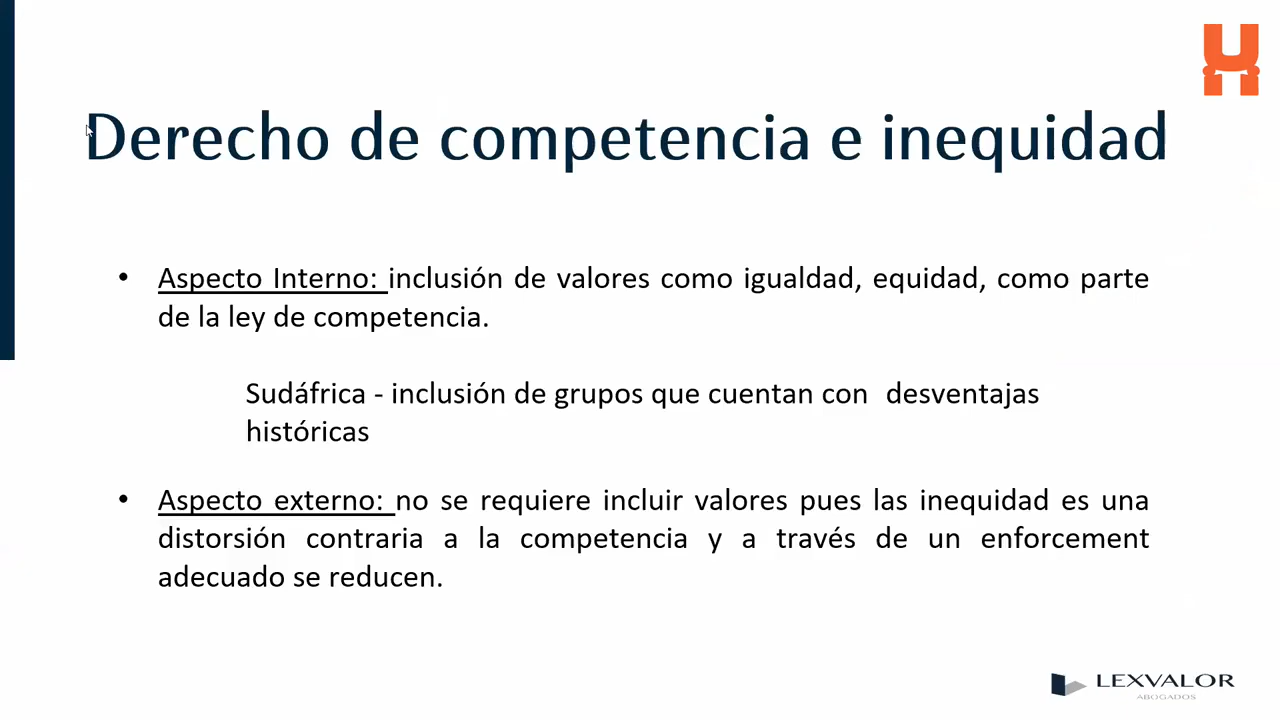 Derecho de competencia e inequidad
• Aspecto Interno: inclusión de valores como igualdad, equidad, como parte
de la ley de competencia.
Sudáfrica - inclusión de grupos que cuentan con desventajas
históricas
• Aspecto externo: no se requiere incluir valores pues las inequidad es una
distorsión contraria a la competencia y a través de un enforcement
adecuado se reducen.
LEXVALOR
ABOGADOS